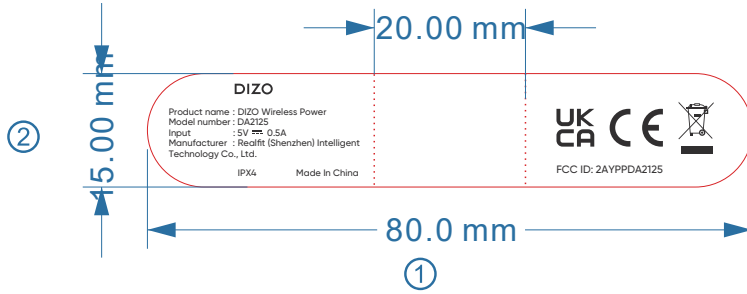 20.00 mm
② 15.00 mm
DIZO
Product name : DIZO Wireless Power
Model number : DA2125
Input : 5V ⎓ 0.5A
Manufacturer : Realfit (Shenzhen) Intelligent
Technology Co., Ltd.
IPX4 Made In China
UK
CA CE
FCC ID: 2AYPPDA2125
80.0 mm
①